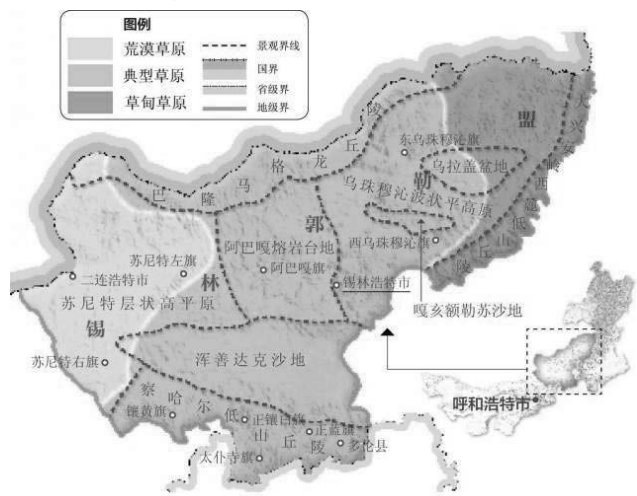 图例
荒漠草原
典型草原
草甸草原
景观界线
国界
省级界
地级界
盟
大兴安岭西麓低山丘陵
东乌珠穆沁旗
乌拉盖盆地
巴隆马格龙丘陵
勒
乌珠穆沁波状平高原
郭
西乌珠穆沁旗
阿巴嘎熔岩台地
阿巴嘎旗
苏尼特左旗
二连浩特市
林
锡林浩特市
苏尼特层状高平原
嘎亥额勒苏沙地
锡
浑善达克沙地
苏尼特右旗
察哈尔低山丘陵
镶黄旗
正镶白旗
正蓝旗
多伦县
太仆寺旗
呼和浩特市